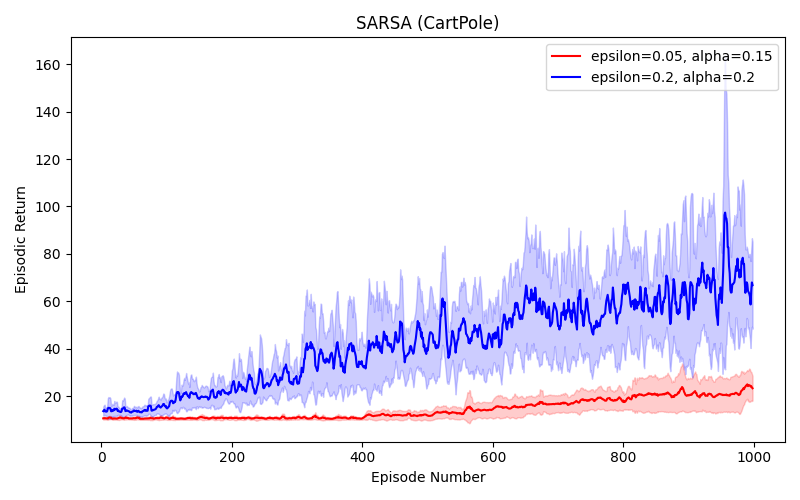 SARSA (CartPole)
epsilon=0.05, alpha=0.15
epsilon=0.2, alpha=0.2
160
140
120
100
80
60
40
20
Episodic Return
0 200 400 600 800 1000
Episode Number